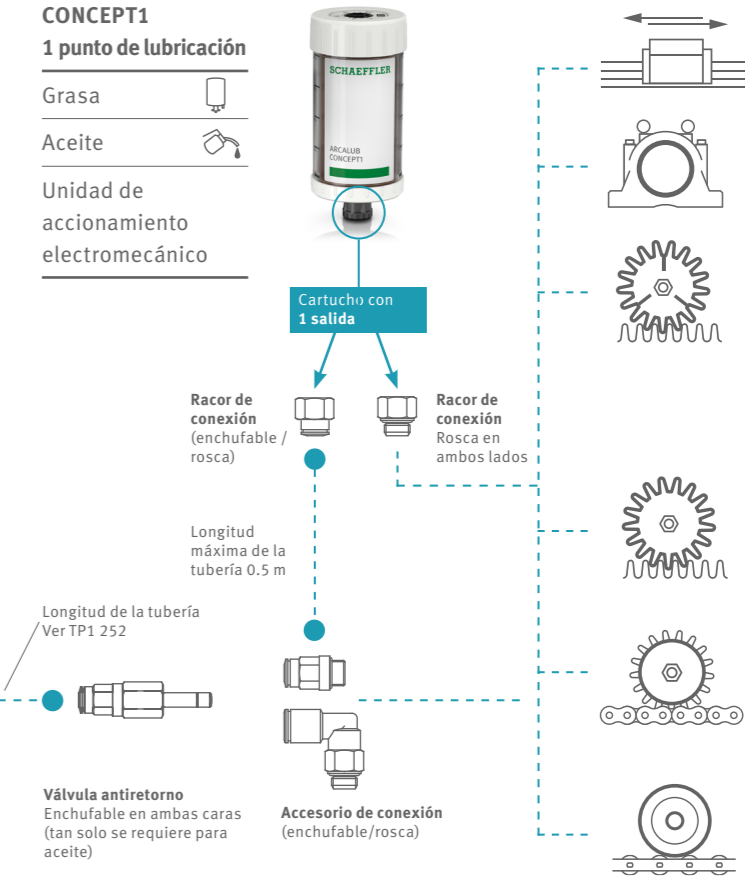 CONCEPT1
1 punto de lubricación
Grasa
Aceite
Unidad de
accionamiento
electromecánico
SCHAEFFLER
ARCALUB
CONCEPT1
Cartucho con
1 salida
Racor de
conexión
(enchufable /
rosca)
Racor de
conexión
Rosca en
ambos lados
Longitud
máxima de la
tubería 0.5 m
Longitud de la tubería
Ver TP1 252
Válvula antiretorno
Enchufable en ambas caras
(tan solo se requiere para
aceite)
Accesorio de conexión
(enchufable/rosca)